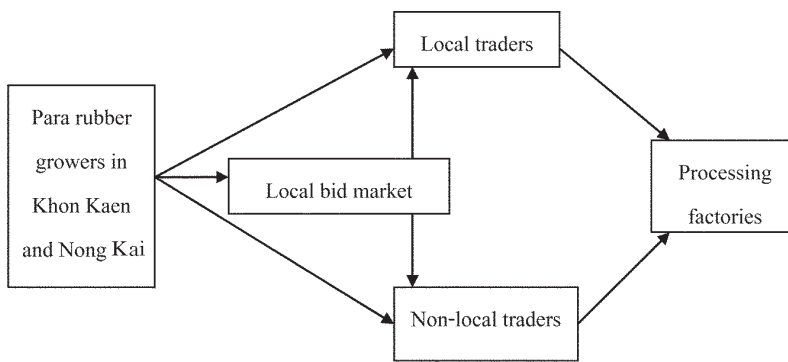 Local traders
Para rubber
growers in
Khon Kaen
and Nong Kai
Local bid market
Processing
factories
Non-local traders